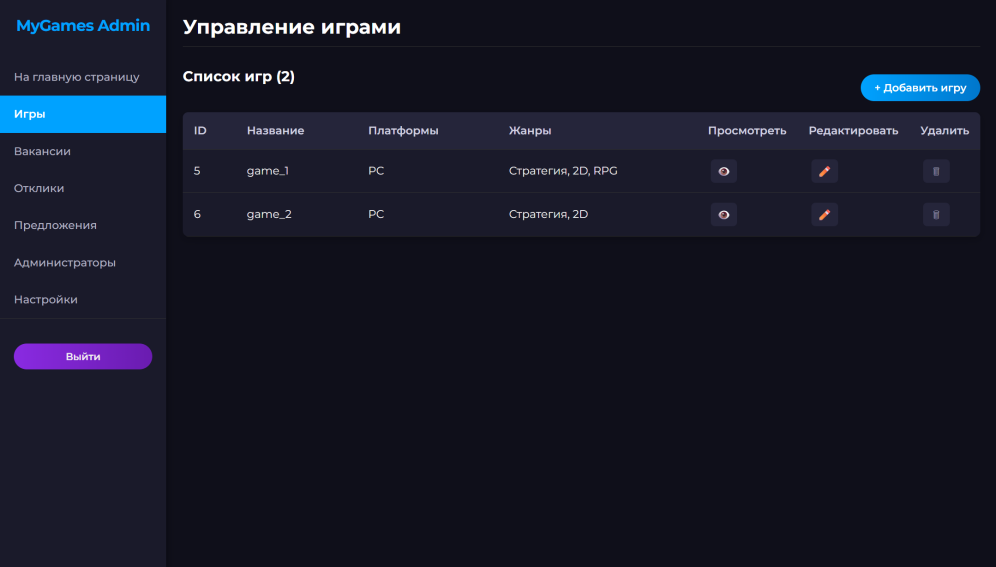 MyGames Admin
На главную страницу
Игры
Вакансии
Отклики
Предложения
Администраторы
Настройки
Выйти
Управление играми
Список игр (2)
+ Добавить игру
ID Название Платформы Жанры Просмотреть Редактировать Удалить
5 game_1 PC Стратегия, 2D, RPG
6 game_2 PC Стратегия, 2D